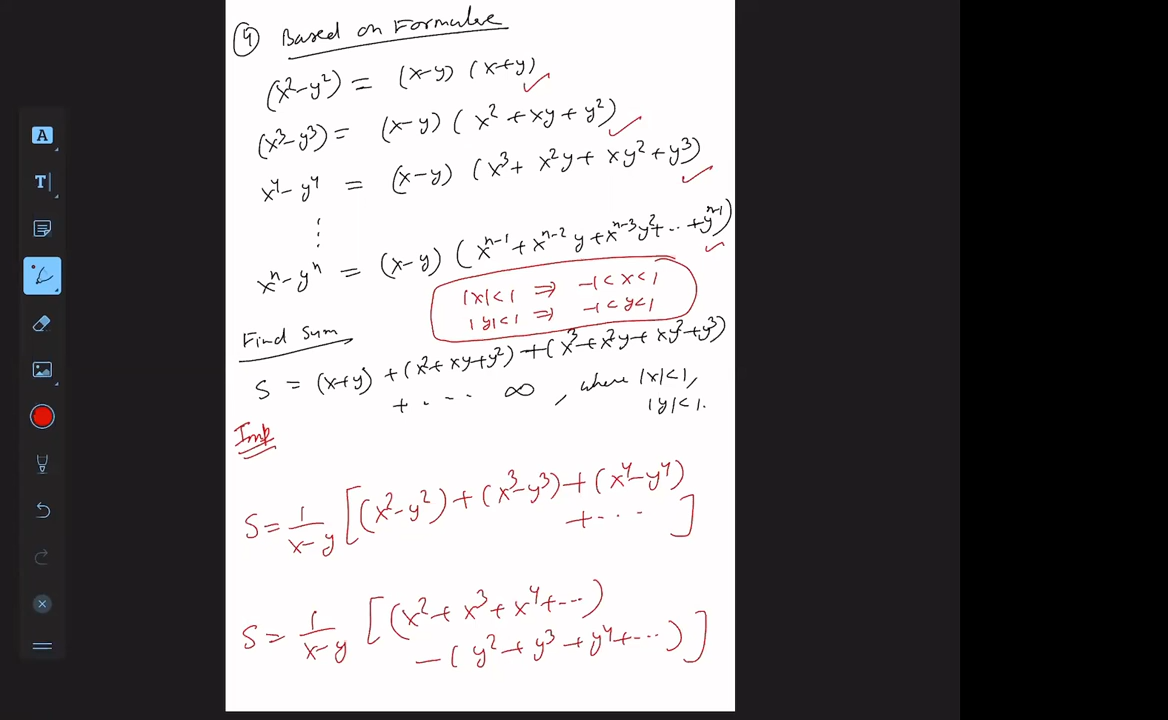 ④ Based on Formulae
(x²-y²) = (x-y) (x+y) ✓
(x³-y³) = (x-y) ( x² + xy + y²) ✓
x⁴-y⁴ = (x-y) (x³ + x²y + xy² + y³) ✓
⋮
xⁿ-yⁿ = (x-y) ( xⁿ⁻¹ + xⁿ⁻² y + xⁿ⁻³y² + .. + yⁿ⁻¹) ✓
|x|<1 ⇒ -1 < x < 1
|y|<1 ⇒ -1 < y < 1
Find Sum
S = (x+y) + (x² + xy + y²) + (x³ + x²y + xy² + y³)
+ . . . . ∞ , where |x|<1,
|y|<1.
Imp
S = 1/(x-y) [(x²-y²) + (x³-y³) + (x⁴-y⁴)
+ . . . ]
S = 1/(x-y) [(x² + x³ + x⁴ + ...)
-( y² + y³ + y⁴ + ... )]
A
T